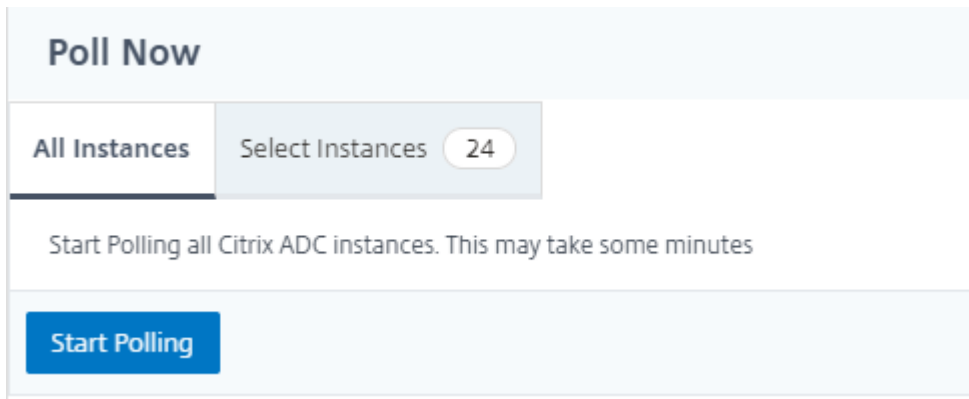 Poll Now
All Instances Select Instances 24
Start Polling all Citrix ADC instances. This may take some minutes
Start Polling